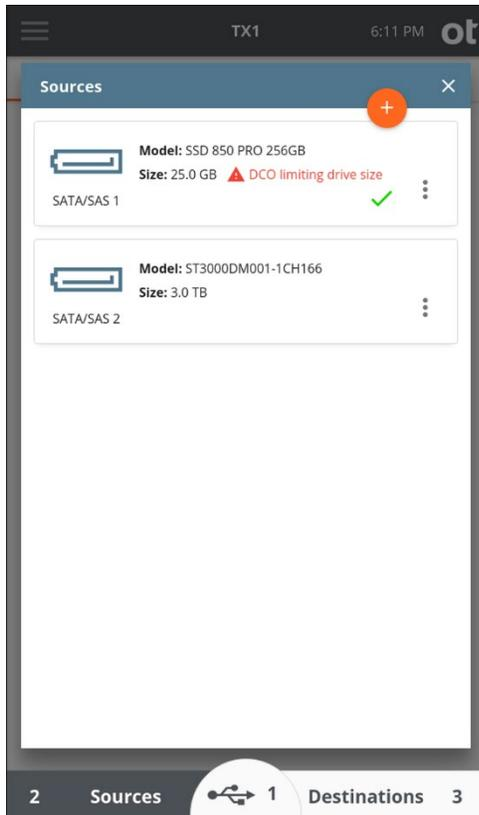 TX1
6:11 PM
ot
Sources
+
Model: SSD 850 PRO 256GB
Size: 25.0 GB DCO limiting drive size
SATA/SAS 1
Model: ST3000DM001-1CH166
Size: 3.0 TB
SATA/SAS 2
2 Sources 1 Destinations 3